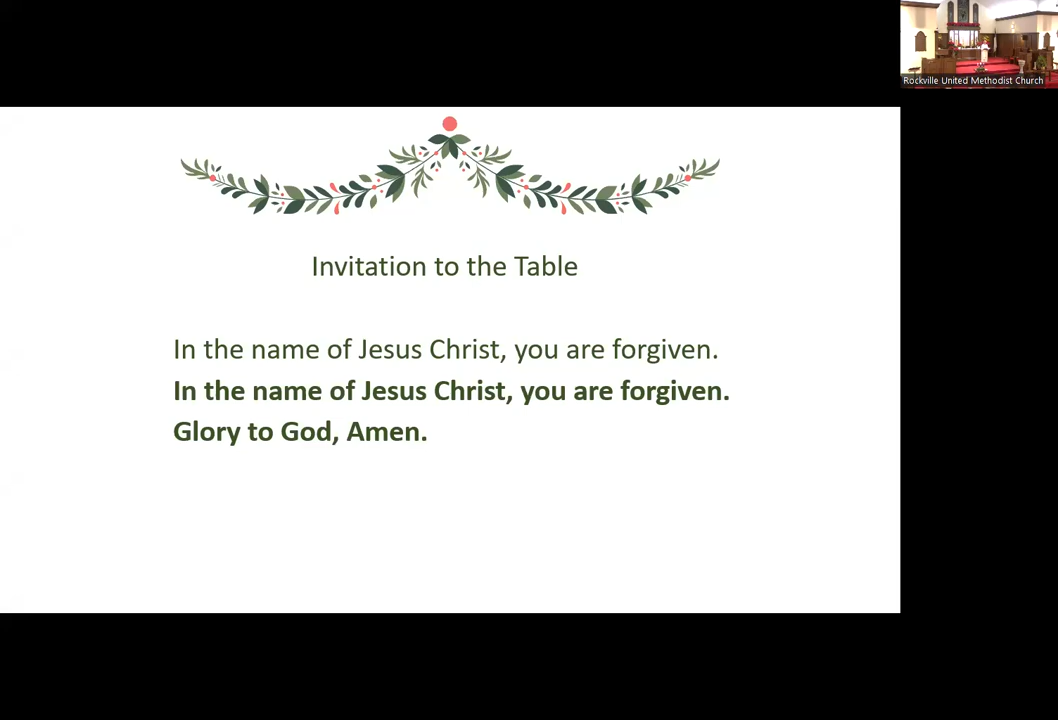 Rockville United Methodist Church
Invitation to the Table
In the name of Jesus Christ, you are forgiven.
In the name of Jesus Christ, you are forgiven.
Glory to God, Amen.